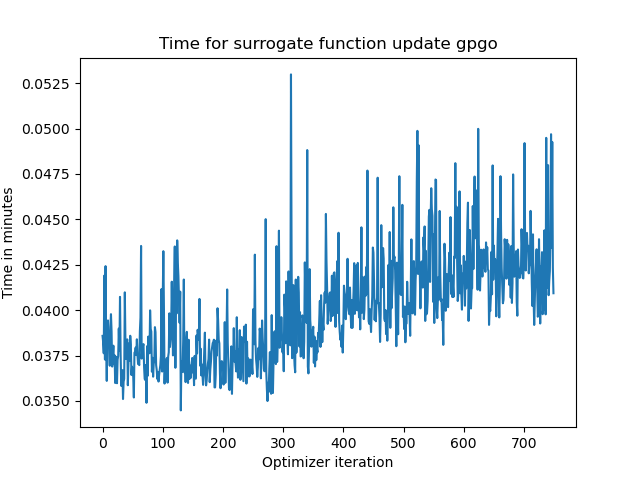 Time for surrogate function update gpgo
0.0525
0.0500
0.0475
0.0450
0.0425
0.0400
0.0375
0.0350
Time in minutes
0 100 200 300 400 500 600 700
Optimizer iteration